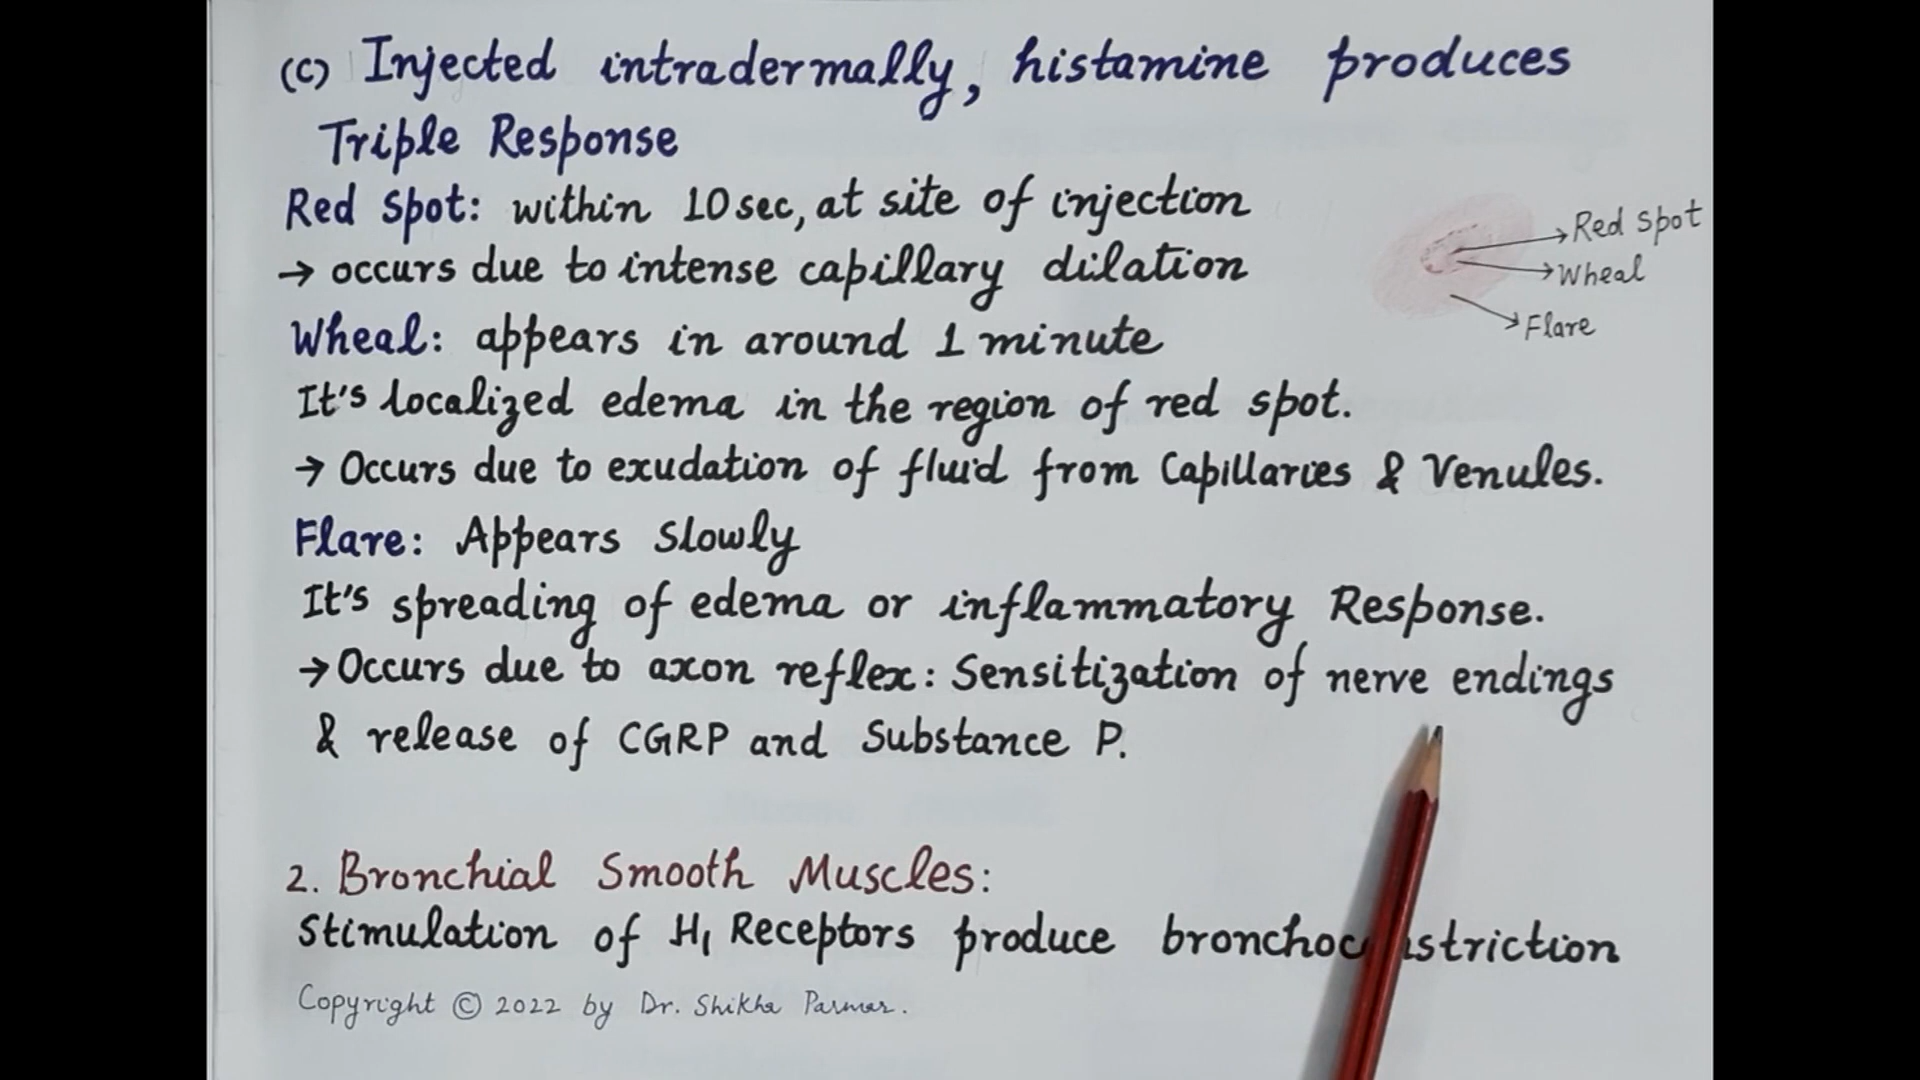 (C) Injected intradermally, histamine produces
Triple Response
Red Spot: within 10 sec, at site of injection
→ occurs due to intense capillary dilation
Red spot
Wheal
Flare
Wheal: appears in around 1 minute
It's localized edema in the region of red spot.
→ Occurs due to exudation of fluid from Capillaries & Venules.
Flare: Appears Slowly
It's spreading of edema or inflammatory Response.
→ Occurs due to axon reflex: Sensitization of nerve endings
& release of CGRP and Substance P.
2. Bronchial Smooth Muscles:
Stimulation of H₁ Receptors produce
Copyright © 2022 by Dr. Shikha Parmar.